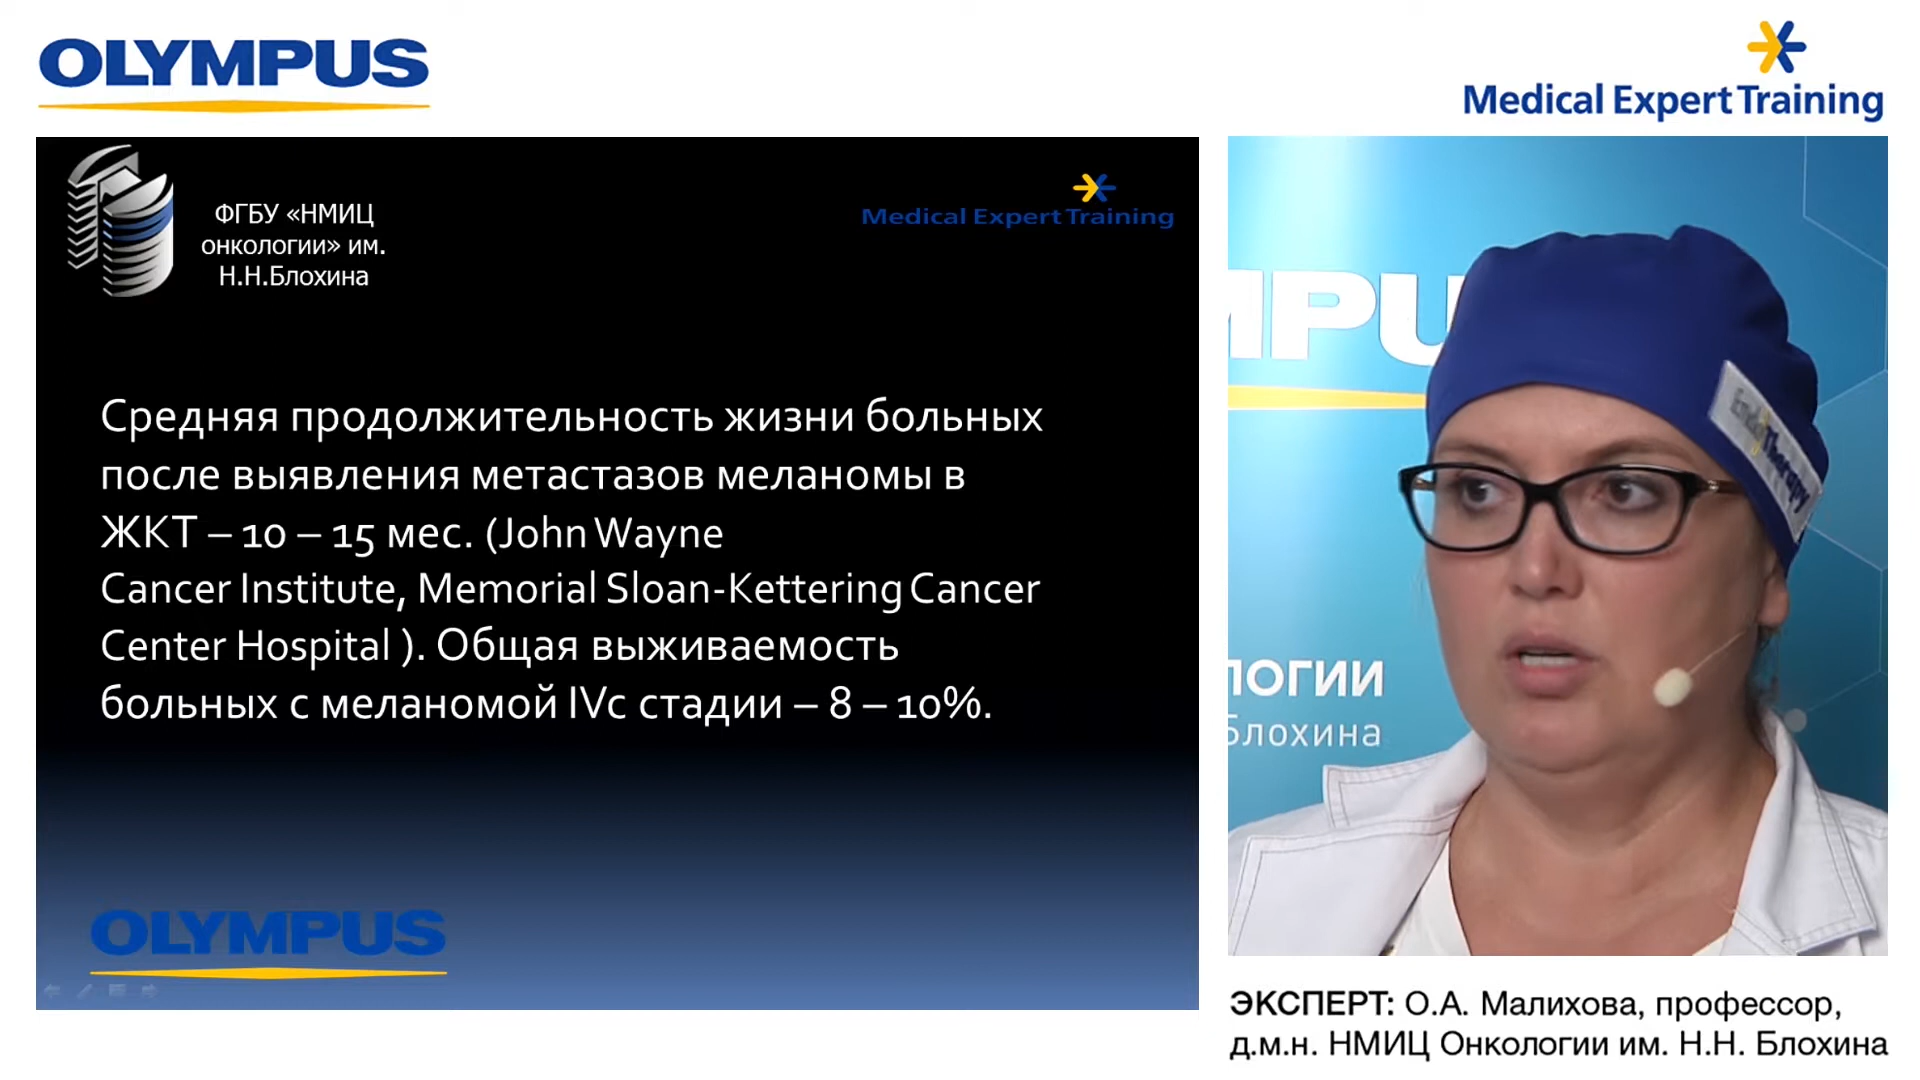 OLYMPUS
Medical Expert Training
ФГБУ «НМИЦ
онкологии» им.
Н.Н.Блохина
Medical Expert Training
Средняя продолжительность жизни больных
после выявления метастазов меланомы в
ЖКТ – 10 – 15 мес. (John Wayne
Cancer Institute, Memorial Sloan-Kettering Cancer
Center Hospital ). Общая выживаемость
больных с меланомой IVc стадии – 8 – 10%.
OLYMPUS
MPU
EndoTherapy
ЛОГИИ
Блохина
ЭКСПЕРТ: О.А. Малихова, профессор,
д.м.н. НМИЦ Онкологии им. Н.Н. Блохина